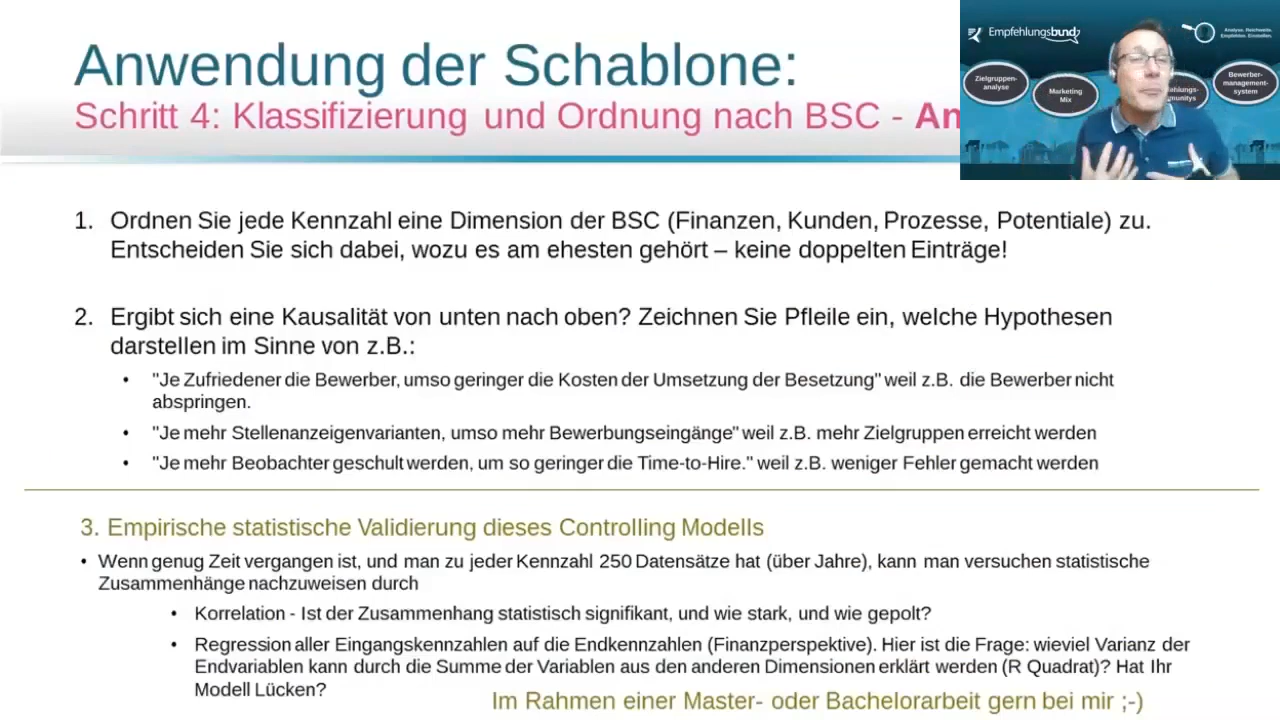 Anwendung der Schablone:
Schritt 4: Klassifizierung und Ordnung nach BSC - An
Empfehlungsbund
Analyse. Reichweite.
Empfehlen. Einstellen.
Zielgruppen-
analyse
Marketing
Mix
Bewerber-
management-
system
1. Ordnen Sie jede Kennzahl eine Dimension der BSC (Finanzen, Kunden, Prozesse, Potentiale) zu.
Entscheiden Sie sich dabei, wozu es am ehesten gehört – keine doppelten Einträge!
2. Ergibt sich eine Kausalität von unten nach oben? Zeichnen Sie Pfleile ein, welche Hypothesen
darstellen im Sinne von z.B.:
• "Je Zufriedener die Bewerber, umso geringer die Kosten der Umsetzung der Besetzung" weil z.B. die Bewerber nicht
abspringen.
• "Je mehr Stellenanzeigenvarianten, umso mehr Bewerbungseingänge" weil z.B. mehr Zielgruppen erreicht werden
• "Je mehr Beobachter geschult werden, um so geringer die Time-to-Hire." weil z.B. weniger Fehler gemacht werden
3. Empirische statistische Validierung dieses Controlling Modells
• Wenn genug Zeit vergangen ist, und man zu jeder Kennzahl 250 Datensätze hat (über Jahre), kann man versuchen statistische
Zusammenhänge nachzuweisen durch
• Korrelation - Ist der Zusammenhang statistisch signifikant, und wie stark, und wie gepolt?
• Regression aller Eingangskennzahlen auf die Endkennzahlen (Finanzperspektive). Hier ist die Frage: wieviel Varianz der
Endvariablen kann durch die Summe der Variablen aus den anderen Dimensionen erklärt werden (R Quadrat)? Hat Ihr
Modell Lücken?
Im Rahmen einer Master- oder Bachelorarbeit gern bei mir ;-)